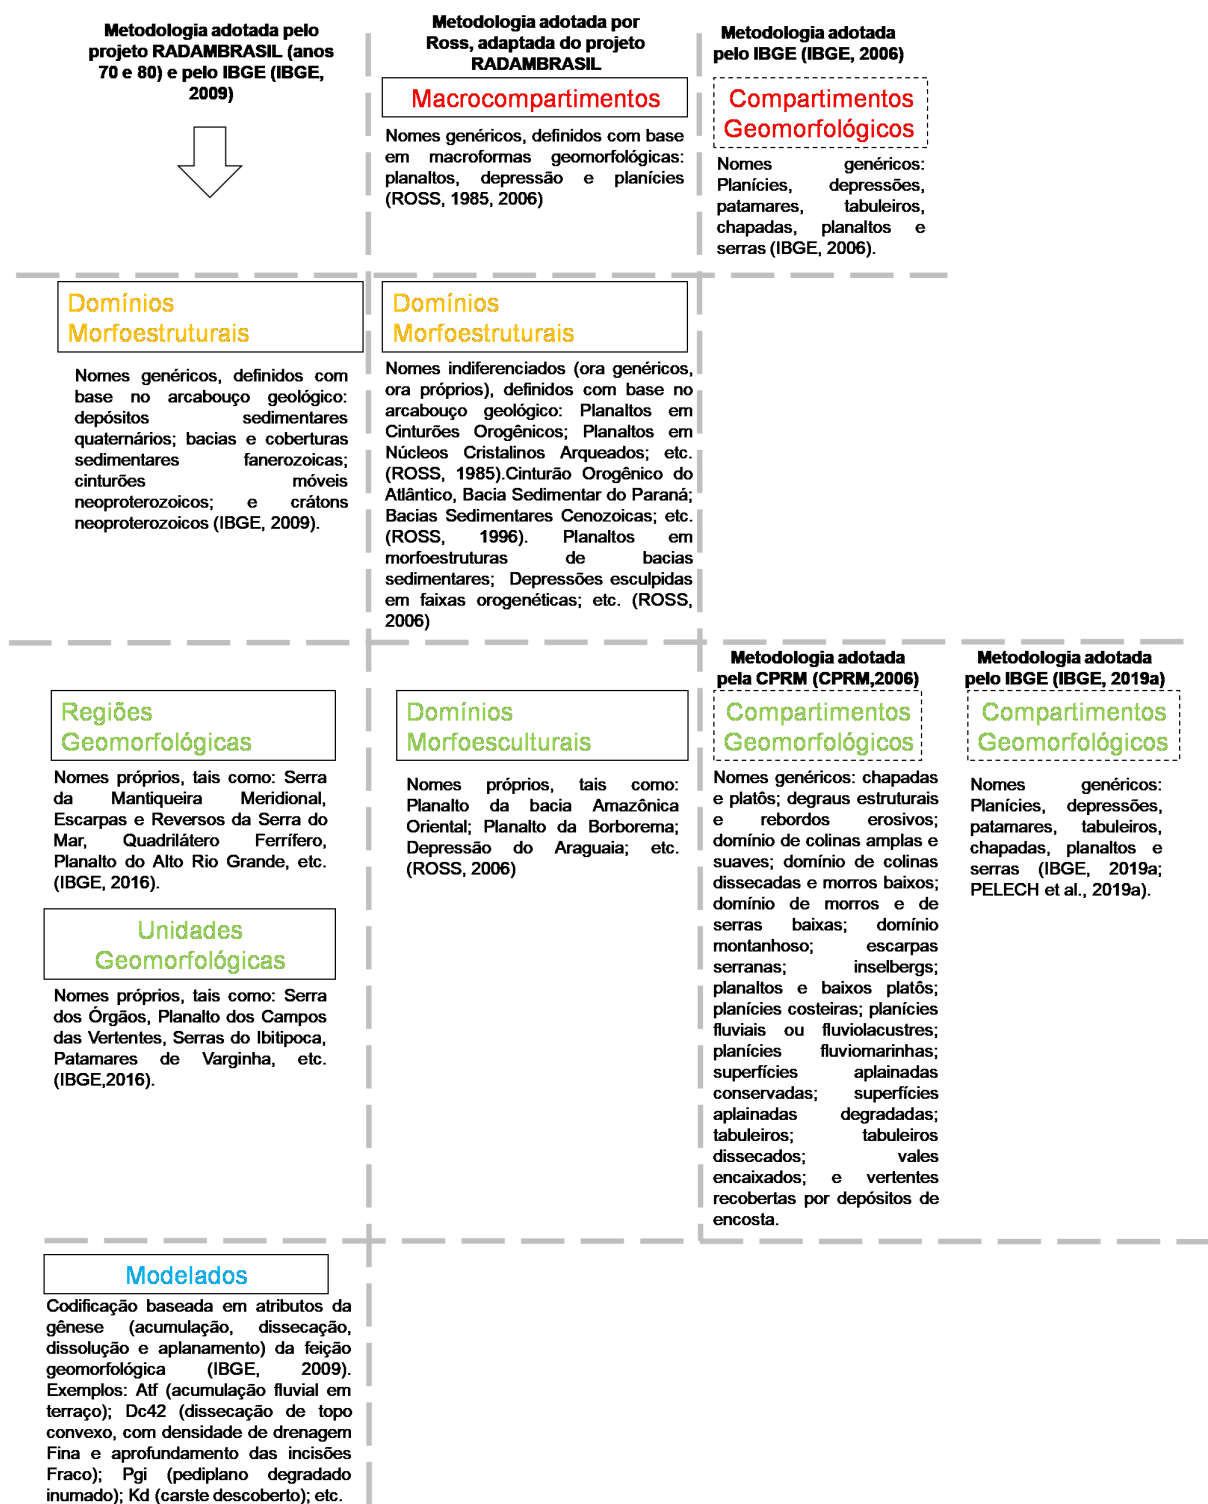 Metodologia adotada pelo
projeto RADAMBRASIL (anos
70 e 80) e pelo IBGE (IBGE,
2009)
Metodologia adotada por
Ross, adaptada do projeto
RADAMBRASIL
Macrocompartimentos
Nomes genéricos, definidos com base
em macroformas geomorfológicas:
planaltos, depressão e planícies
(ROSS, 1985, 2006)
Metodologia adotada
pelo IBGE (IBGE, 2006)
Compartimentos
Geomorfológicos
Nomes genéricos:
Planícies, depressões,
patamares, tabuleiros,
chapadas, planaltos e
serras (IBGE, 2006).
Domínios
Morfoestruturais
Nomes genéricos, definidos com
base no arcabouço geológico:
depósitos sedimentares
quaternários; bacias e coberturas
sedimentares fanerozoicas;
cinturões móveis
neoproterozoicos; e crátons
neoproterozoicos (IBGE, 2009).
Domínios
Morfoestruturais
Nomes indiferenciados (ora genéricos,
ora próprios), definidos com base no
arcabouço geológico: Planaltos em
Cinturões Orogênicos; Planaltos em
Núcleos Cristalinos Arqueados; etc.
(ROSS, 1985).Cinturão Orogênico do
Atlântico, Bacia Sedimentar do Paraná;
Bacias Sedimentares Cenozoicas; etc.
(ROSS, 1996). Planaltos em
morfoestruturas de bacias
sedimentares; Depressões esculpidas
em faixas orogenéticas; etc. (ROSS,
2006)
Regiões
Geomorfológicas
Nomes próprios, tais como: Serra
da Mantiqueira Meridional,
Escarpas e Reversos da Serra do
Mar, Quadrilátero Ferrífero,
Planalto do Alto Rio Grande, etc.
(IBGE, 2016).
Unidades
Geomorfológicas
Nomes próprios, tais como: Serra
dos Órgãos, Planalto dos Campos
das Vertentes, Serras do Ibitipoca,
Patamares de Varginha, etc.
(IBGE,2016).
Domínios
Morfoesculturais
Nomes próprios, tais como:
Planalto da bacia Amazônica
Oriental; Planalto da Borborema;
Depressão do Araguaia; etc.
(ROSS, 2006)
Metodologia adotada
pela CPRM (CPRM,2006)
Compartimentos
Geomorfológicos
Nomes genéricos: chapadas
e platôs; degraus estruturais
e rebordos erosivos;
domínio de colinas amplas e
suaves; domínio de colinas
dissecadas e morros baixos;
domínio de morros e de
serras baixas; domínio
montanhoso; escarpas
serranas; inselbergs;
planaltos e baixos platôs;
planícies costeiras; planícies
fluviais ou fluviolacustres;
planícies fluviomarinhas;
superfícies aplainadas
conservadas; superfícies
aplainadas degradadas;
tabuleiros; tabuleiros
dissecados; vales
encaixados; e vertentes
recobertas por depósitos de
encosta.
Metodologia adotada
pelo IBGE (IBGE, 2019a)
Compartimentos
Geomorfológicos
Nomes genéricos:
Planícies, depressões,
patamares, tabuleiros,
chapadas, planaltos e
serras (IBGE, 2019a;
PELECH et al., 2019a).
Modelados
Codificação baseada em atributos da
gênese (acumulação, dissecação,
dissolução e aplanamento) da feição
geomorfológica (IBGE, 2009).
Exemplos: Atf (acumulação fluvial em
terraço); Dc42 (dissecação de topo
convexo, com densidade de drenagem
Fina e aprofundamento das incisões
Fraco); Pgi (pediplano degradado
inumado); Kd (carste descoberto); etc.